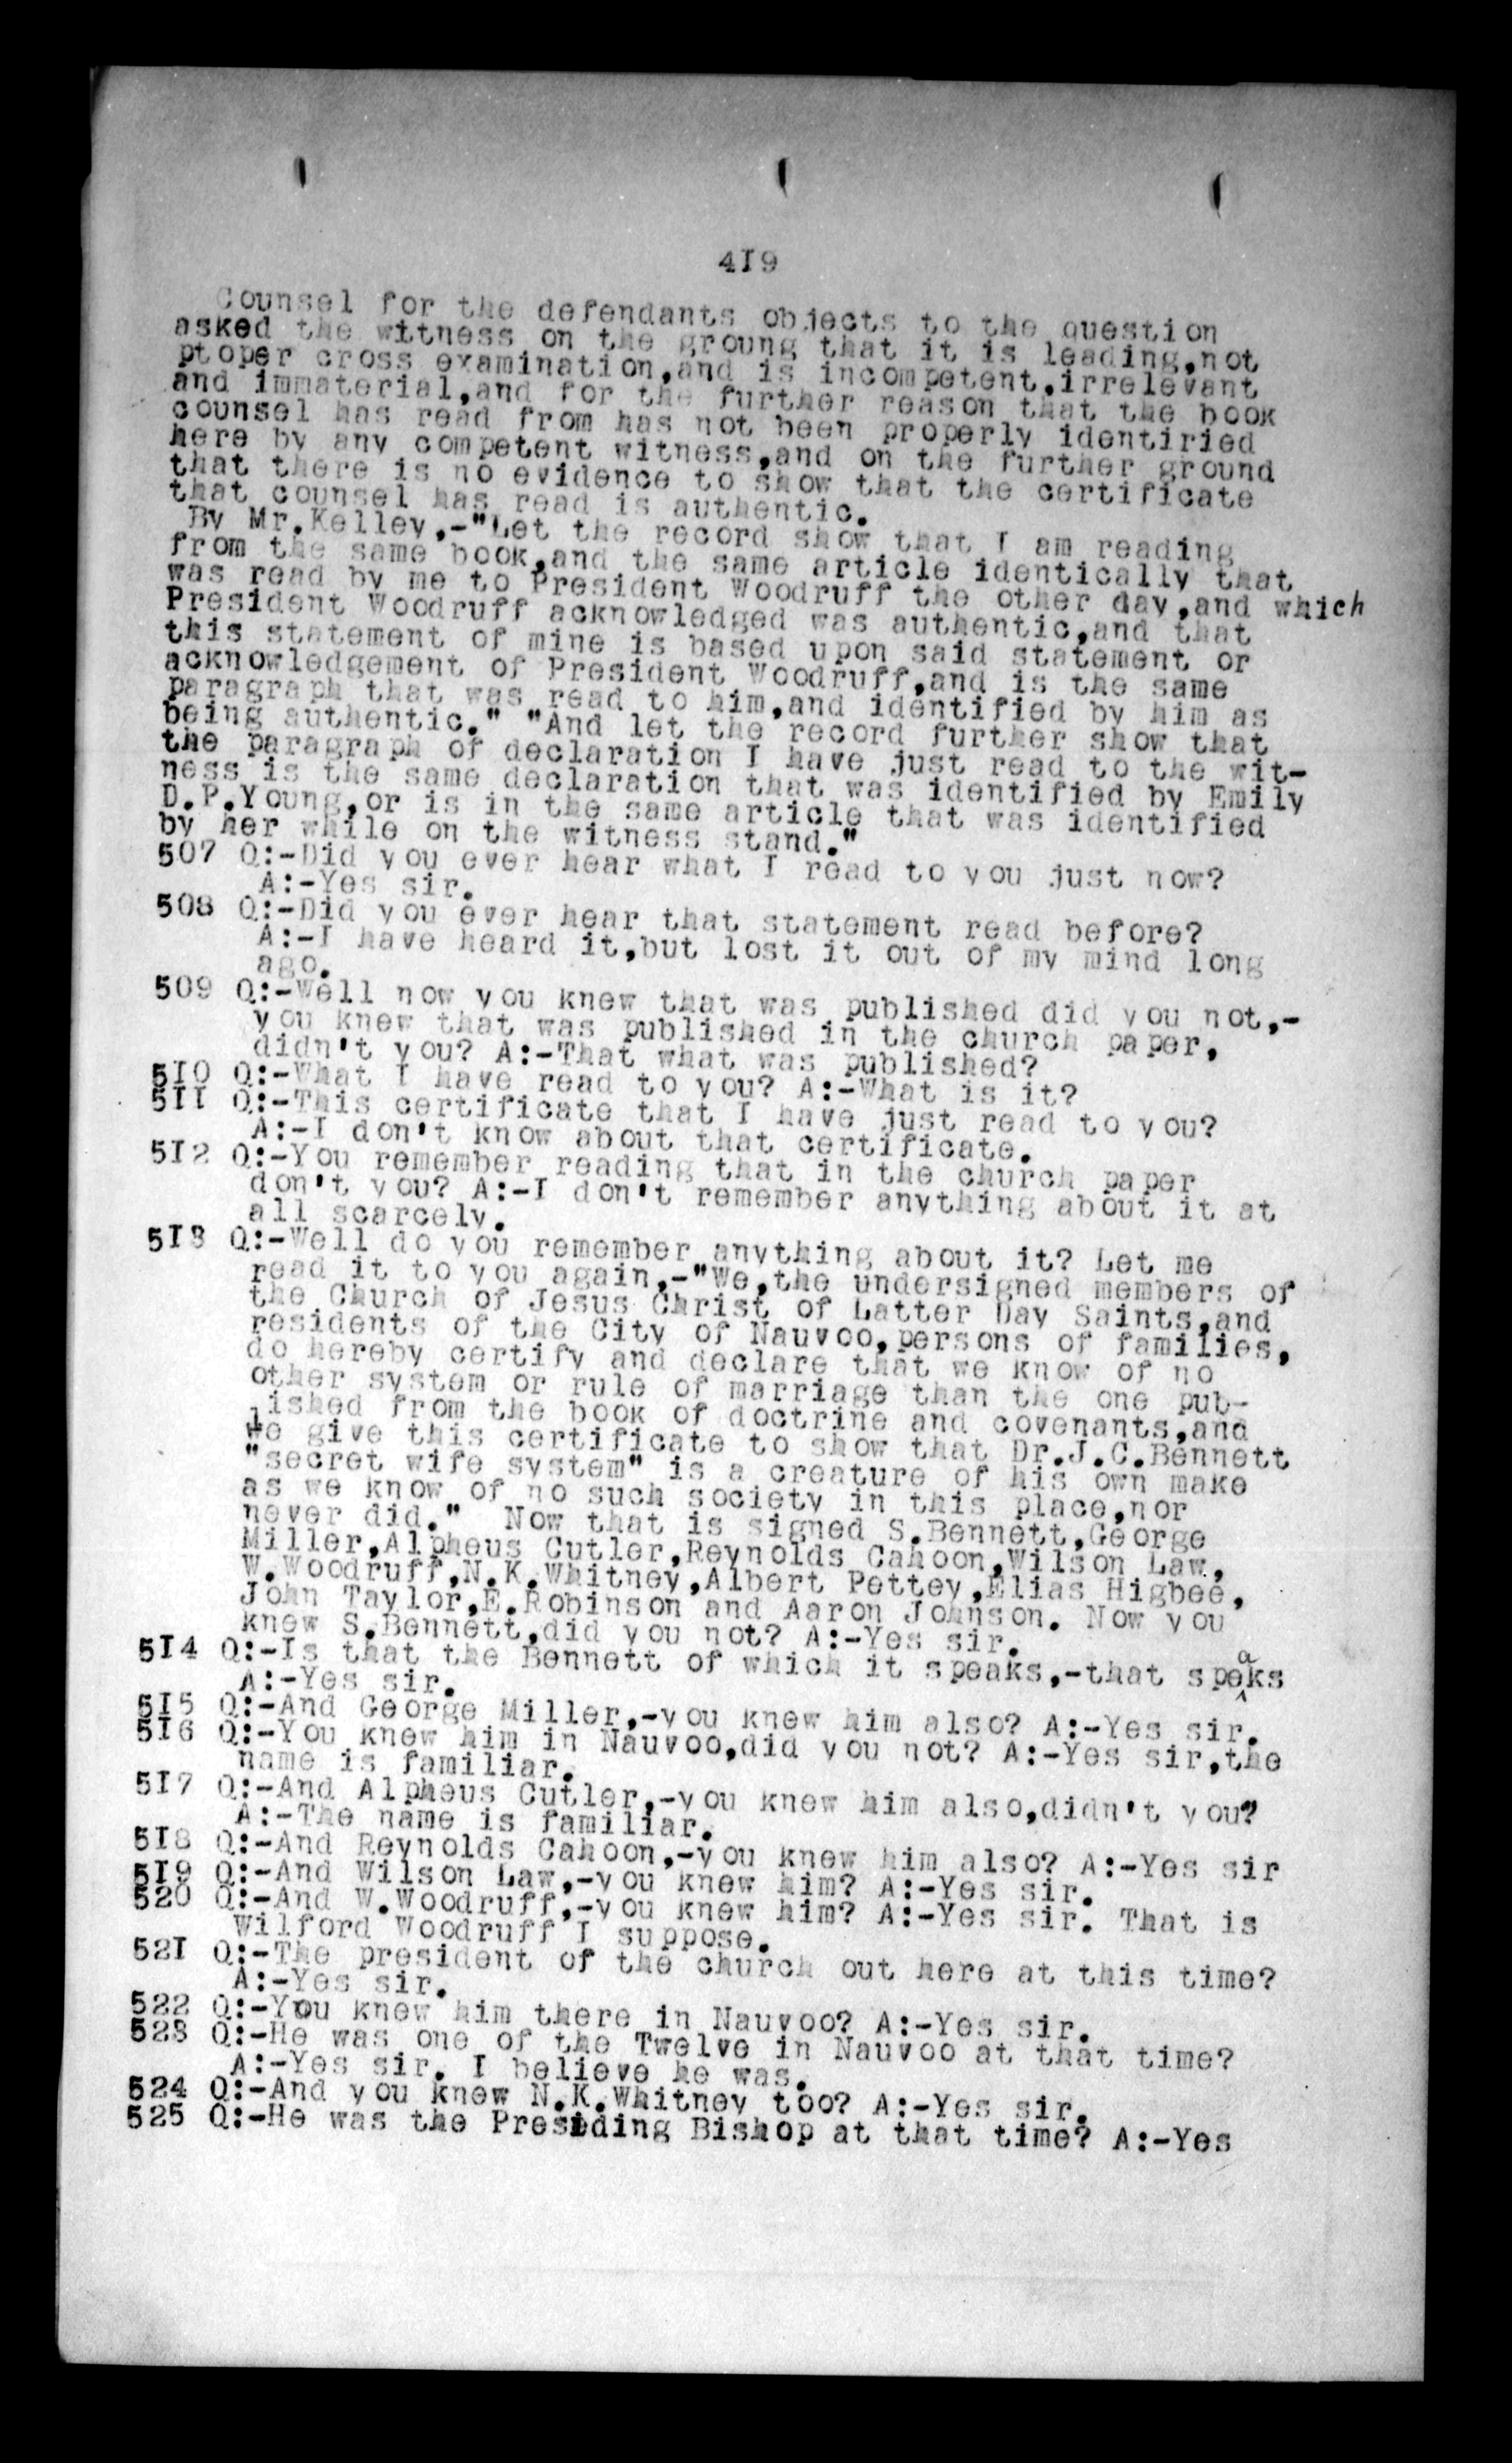 419
Counsel for the defendants objects to the question
asked the witness on the groung that it is leading,not
ptoper cross examination,and is incompetent,irrelevant
and immaterial,and for the further reason that the book
counsel has read from has not been properly identiried
here by any competent witness,and on the further ground
that there is no evidence to show that the certificate
that counsel has read is authentic.
By Mr.Kelley,-"Let the record show that I am reading
from the same book,and the same article identically that
was read by me to President Woodruff the other day,and which
President Woodruff acknowledged was authentic,and that
this statement of mine is based upon said statement or
acknowledgement of President Woodruff,and is the same
paragraph that was read to him,and identified by him as
being authentic." "And let the record further show that
the paragraph of declaration I have just read to the wit-
ness is the same declaration that was identified by Emily
D.P.Young,or is in the same article that was identified
by her while on the witness stand."
507 Q:-Did you ever hear what I read to you just now?
A:-Yes sir.
508 Q:-Did you ever hear that statement read before?
A:-I have heard it,but lost it out of my mind long
ago.
509 Q:-Well now you knew that was published did you not,-
you knew that was published in the church paper,
didn't you? A:-That what was published?
510 Q:-What I have read to you? A:-What is it?
511 Q:-This certificate that I have just read to you?
A:-I don't know about that certificate.
512 Q:-You remember reading that in the church paper
don't you? A:-I don't remember anything about it at
all scarcely.
513 Q:-Well do you remember anything about it? Let me
read it to you again,-"We,the undersigned members of
the Church of Jesus Christ of Latter Day Saints,and
residents of the City of Nauvoo,persons of families,
do hereby certify and declare that we know of no
other system or rule of marriage than the one pub-
lished from the book of doctrine and covenants,and
we give this certificate to show that Dr.J.C.Bennett
"secret wife system" is a creature of his own make
as we know of no such society in this place,nor
never did." Now that is signed S.Bennett,George
Miller,Alpheus Cutler,Reynolds Cahoon,Wilson Law,
W.Woodruff,N.K.Whitney,Albert Pettey,Elias Higbee,
John Taylor,E.Robinson and Aaron Johnson. Now you
knew S.Bennett,did you not? A:-Yes sir.
514 Q:-Is that the Bennett of which it speaks,-that speaks
A:-Yes sir.
515 Q:-And George Miller,-you knew him also? A:-Yes sir.
516 Q:-You knew him in Nauvoo,did you not? A:-Yes sir,the
name is familiar.
517 Q:-And Alpheus Cutler,-you knew him also,didn't you?
A:-The name is familiar.
518 Q:-And Reynolds Cahoon,-you knew him also? A:-Yes sir
519 Q:-And Wilson Law,-you knew him? A:-Yes sir.
520 Q:-And W.Woodruff,-you knew him? A:-Yes sir. That is
Wilford Woodruff I suppose.
521 Q:-The president of the church out here at this time?
A:-Yes sir.
522 Q:-You knew him there in Nauvoo? A:-Yes sir.
523 Q:-He was one of the Twelve in Nauvoo at that time?
A:-Yes sir. I believe he was.
524 Q:-And you knew N.K.Whitney too? A:-Yes sir.
525 Q:-He was the Presiding Bishop at that time? A:-Yes